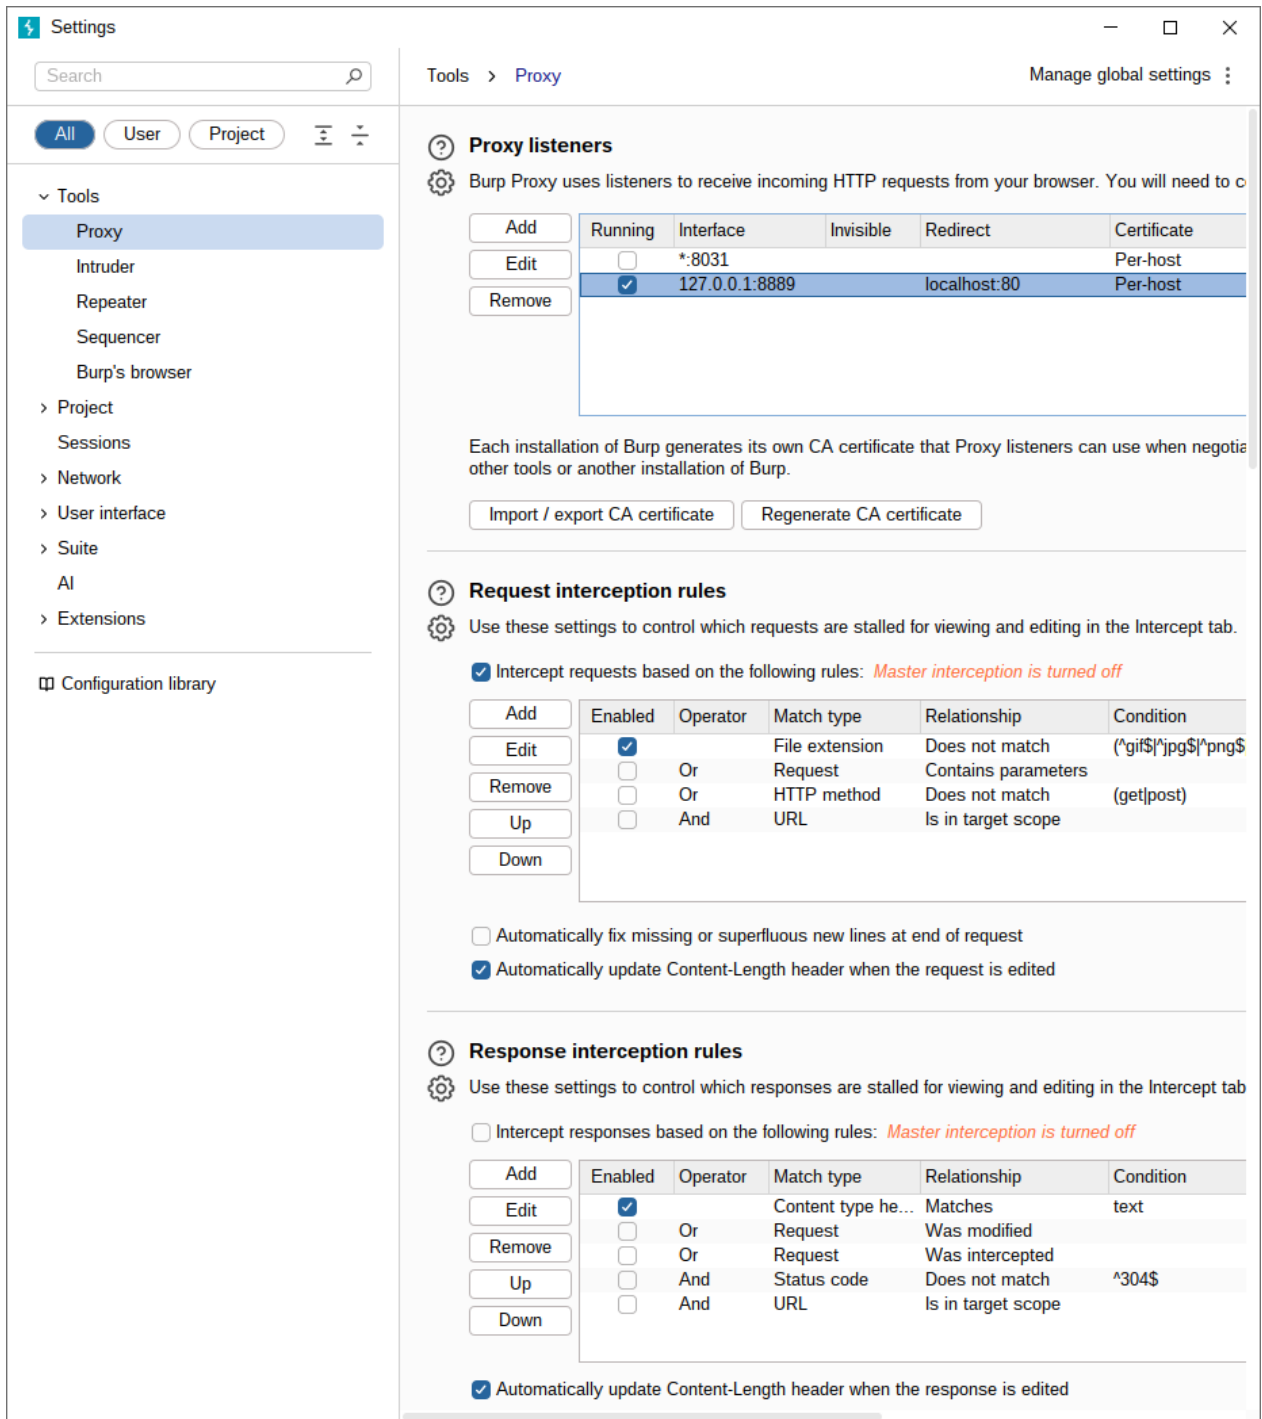 Settings
Search
Tools > Proxy
Manage global settings
All
User
Project
Tools
Proxy
Intruder
Repeater
Sequencer
Burp's browser
Project
Sessions
Network
User interface
Suite
AI
Extensions
Configuration library
Proxy listeners
Burp Proxy uses listeners to receive incoming HTTP requests from your browser. You will need to c
Add
Edit
Remove
Running Interface Invisible Redirect Certificate
*:8031 Per-host
127.0.0.1:8889 localhost:80 Per-host
Each installation of Burp generates its own CA certificate that Proxy listeners can use when negotia
other tools or another installation of Burp.
Import / export CA certificate
Regenerate CA certificate
Request interception rules
Use these settings to control which requests are stalled for viewing and editing in the Intercept tab.
Intercept requests based on the following rules: Master interception is turned off
Add
Edit
Remove
Up
Down
Enabled Operator Match type Relationship Condition
File extension Does not match (^gif$|^jpg$|^png$
Or Request Contains parameters
Or HTTP method Does not match (get|post)
And URL Is in target scope
Automatically fix missing or superfluous new lines at end of request
Automatically update Content-Length header when the request is edited
Response interception rules
Use these settings to control which responses are stalled for viewing and editing in the Intercept tab
Intercept responses based on the following rules: Master interception is turned off
Add
Edit
Remove
Up
Down
Enabled Operator Match type Relationship Condition
Content type he... Matches text
Or Request Was modified
Or Request Was intercepted
And Status code Does not match ^304$
And URL Is in target scope
Automatically update Content-Length header when the response is edited